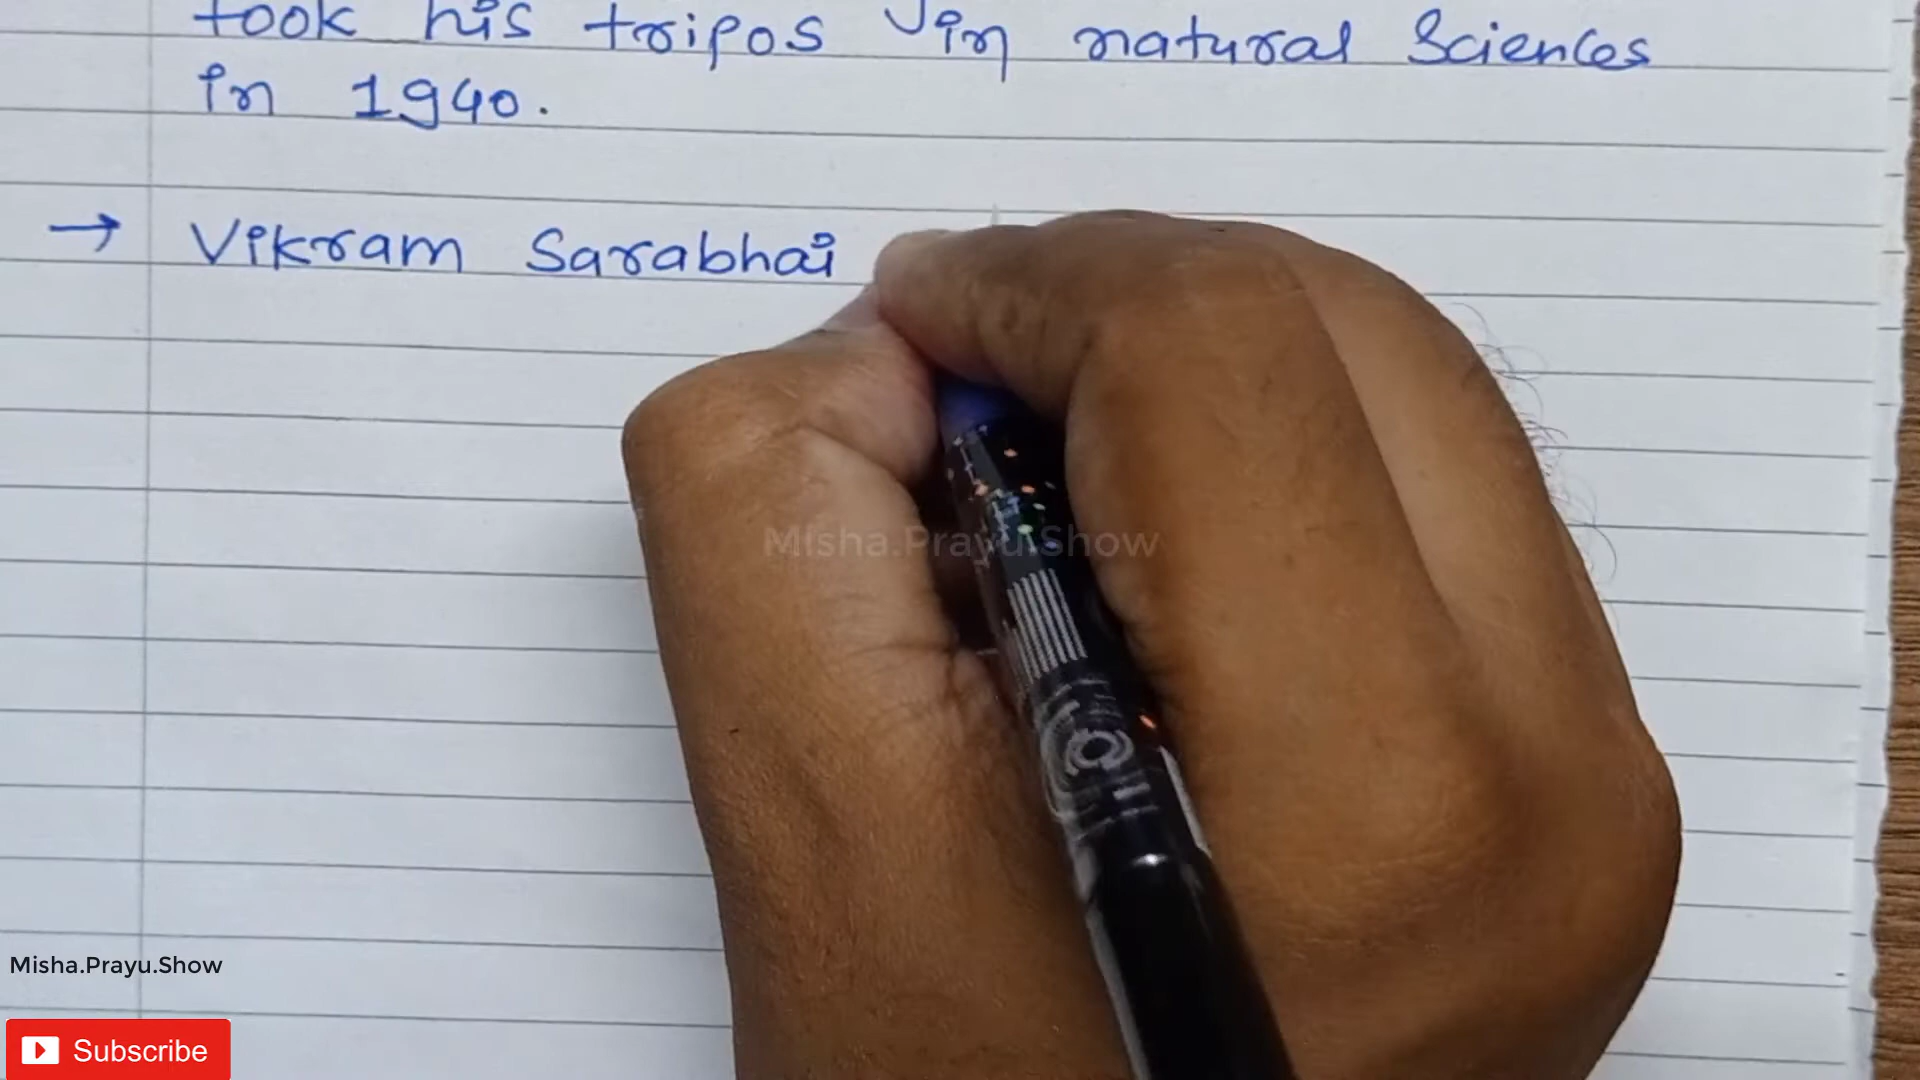 took his tripos in natural Sciences
in 1940.
→ Vikram Sarabhai
MIsha.Prayu.Show
Misha.Prayu.Show
Subscribe